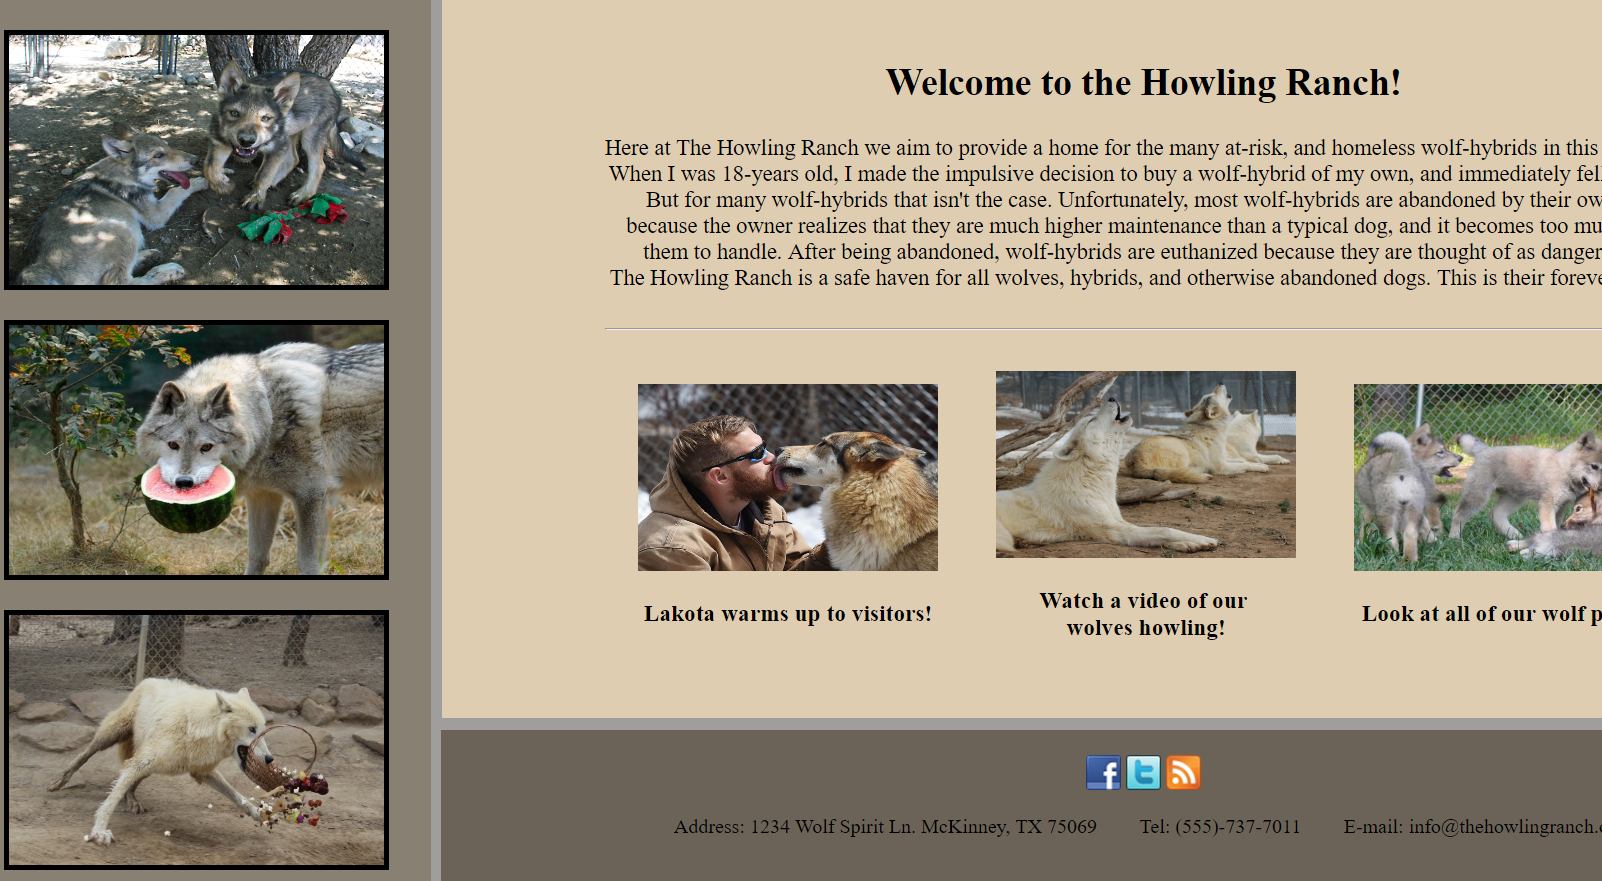 Welcome to the Howling Ranch!
Here at The Howling Ranch we aim to provide a home for the many at-risk, and homeless wolf-hybrids in this
When I was 18-years old, I made the impulsive decision to buy a wolf-hybrid of my own, and immediately
But for many wolf-hybrids that isn't the case. Unfortunately, most wolf-hybrids are abandoned by their
because the owner realizes that they are much higher maintenance than a typical dog, and it becomes too
them to handle. After being abandoned, wolf-hybrids are euthanized because they are thought of as
The Howling Ranch is a safe haven for all wolves, hybrids, and otherwise abandoned dogs. This is their
Lakota warms up to visitors!
Watch a video of our
wolves howling!
Look at all of our wolf
Address: 1234 Wolf Spirit Ln. McKinney, TX 75069 Tel: (555)-737-7011 E-mail: info@thehowlingranch.